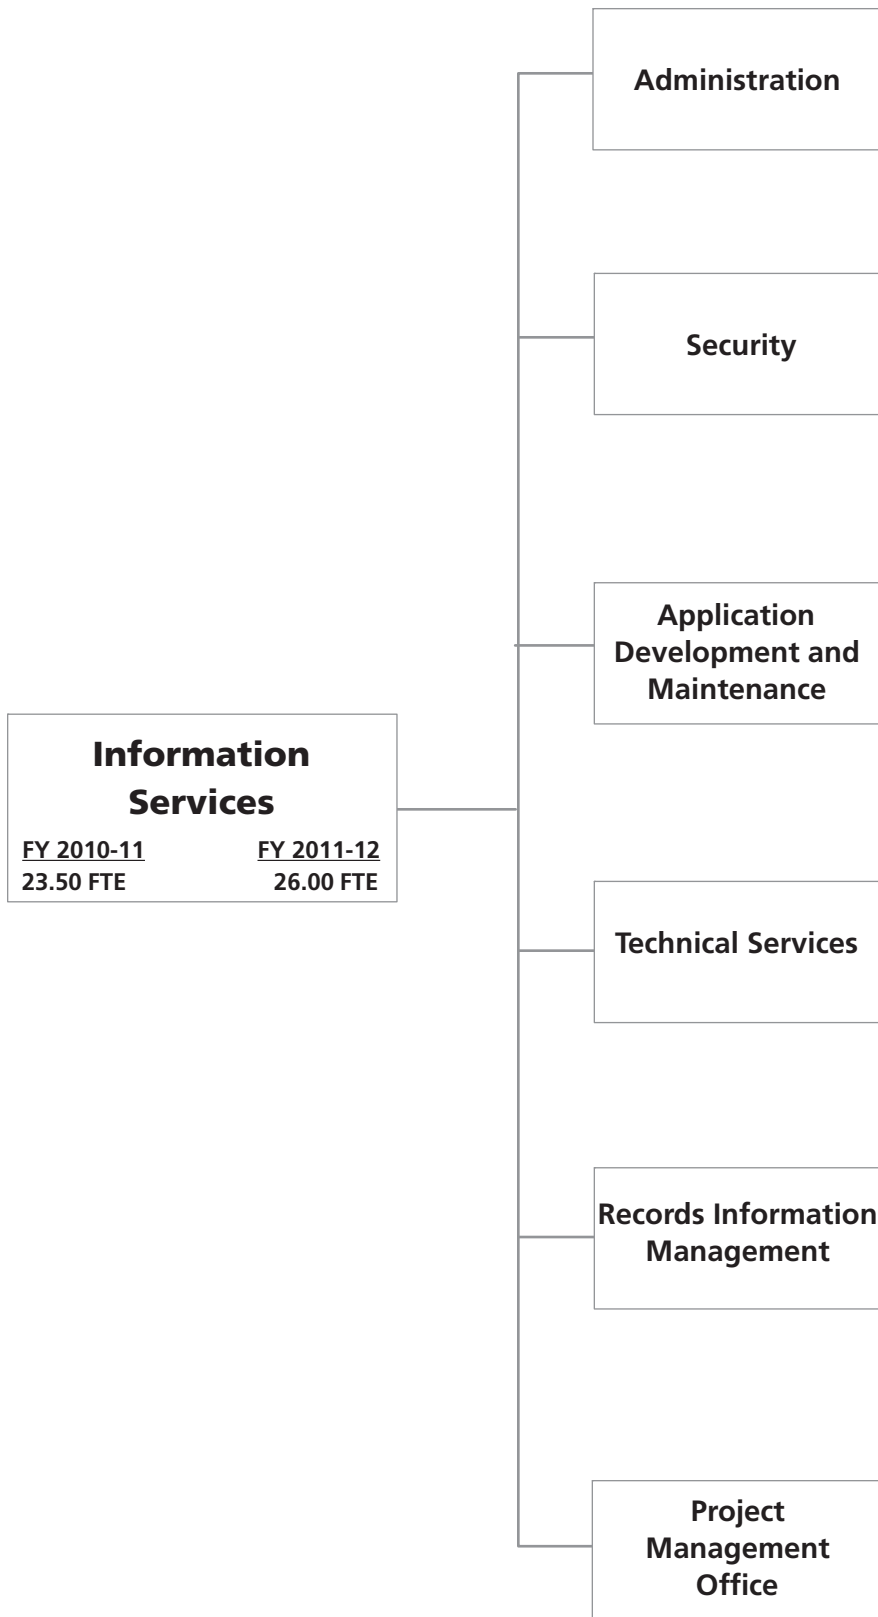 Administration
Security
Application
Development and
Maintenance
Information
Services
FY 2010-11 FY 2011-12
23.50 FTE 26.00 FTE
Technical Services
Records Information
Management
Project
Management
Office